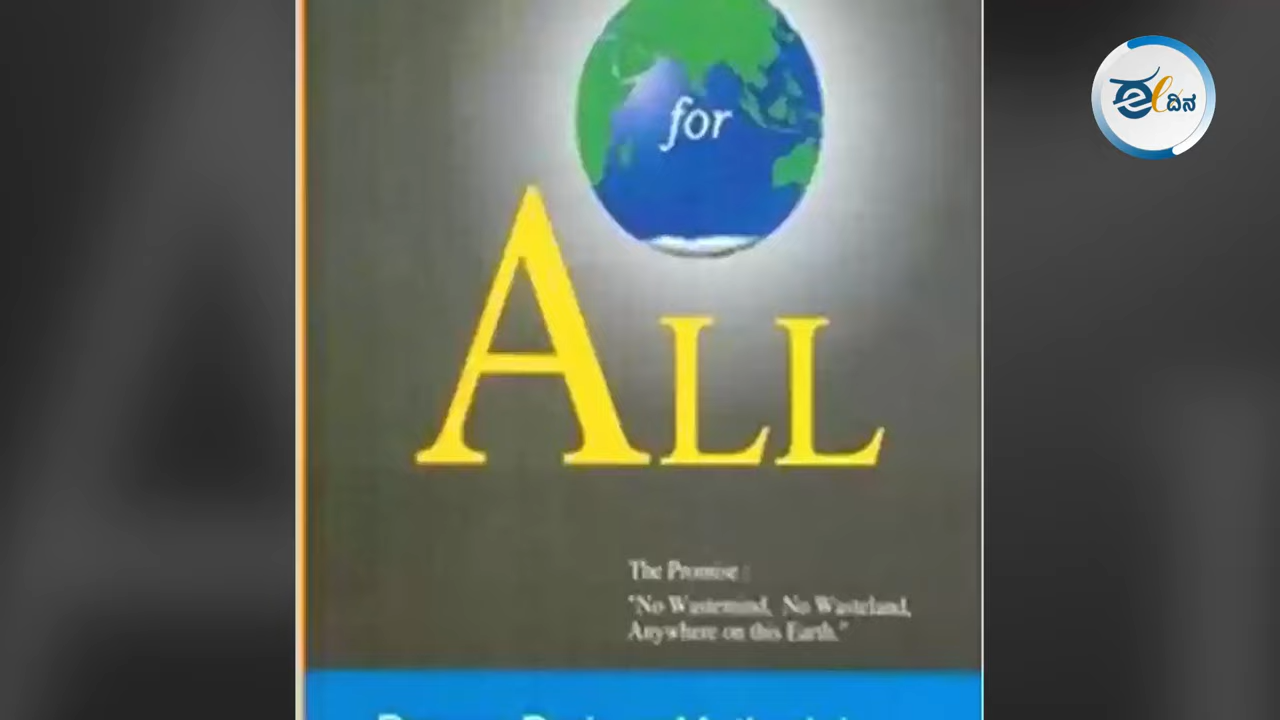 ಈ ದಿನ
for
ALL
The Promise :
"No Wastemind, No Wasteland,
Anywhere on this Earth."